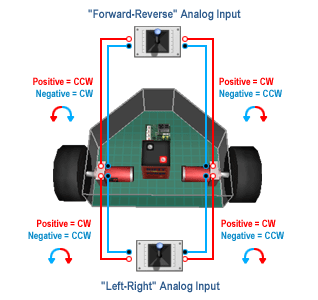 "Forward-Reverse" Analog Input
Positive = CCW
Negative = CW
Positive = CW
Negative = CCW
Positive = CW
Negative = CCW
Positive = CW
Negative = CCW
"Left-Right" Analog Input